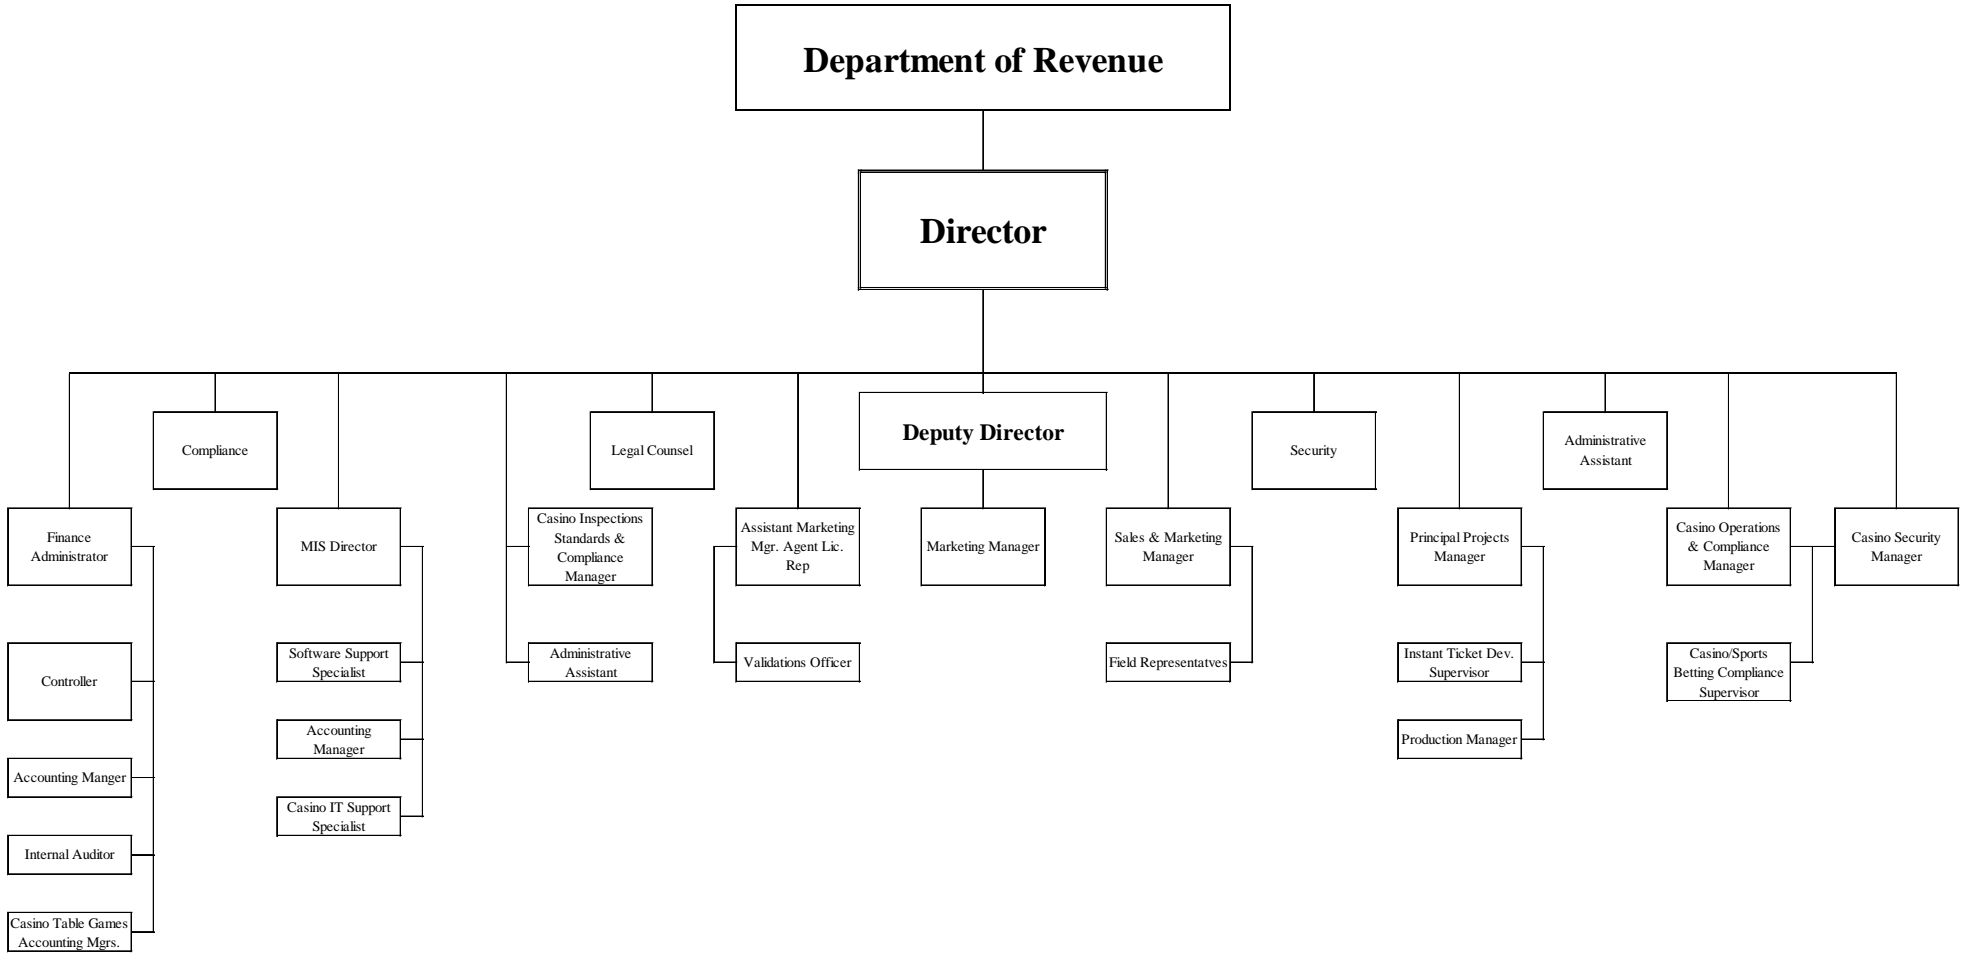 Department of Revenue
Director
Deputy Director
Compliance
Legal Counsel
Security
Administrative
Assistant
Finance
Administrator
MIS Director
Casino Inspections
Standards &
Compliance
Manager
Assistant Marketing
Mgr. Agent Lic.
Rep
Marketing Manager
Sales & Marketing
Manager
Principal Projects
Manager
Casino Operations
& Compliance
Manager
Casino Security
Manager
Controller
Software Support
Specialist
Administrative
Assistant
Validations Officer
Field Representatves
Instant Ticket Dev.
Supervisor
Casino/Sports
Betting Compliance
Supervisor
Accounting Manger
Accounting
Manager
Production Manager
Internal Auditor
Casino IT Support
Specialist
Casino Table Games
Accounting Mgrs.